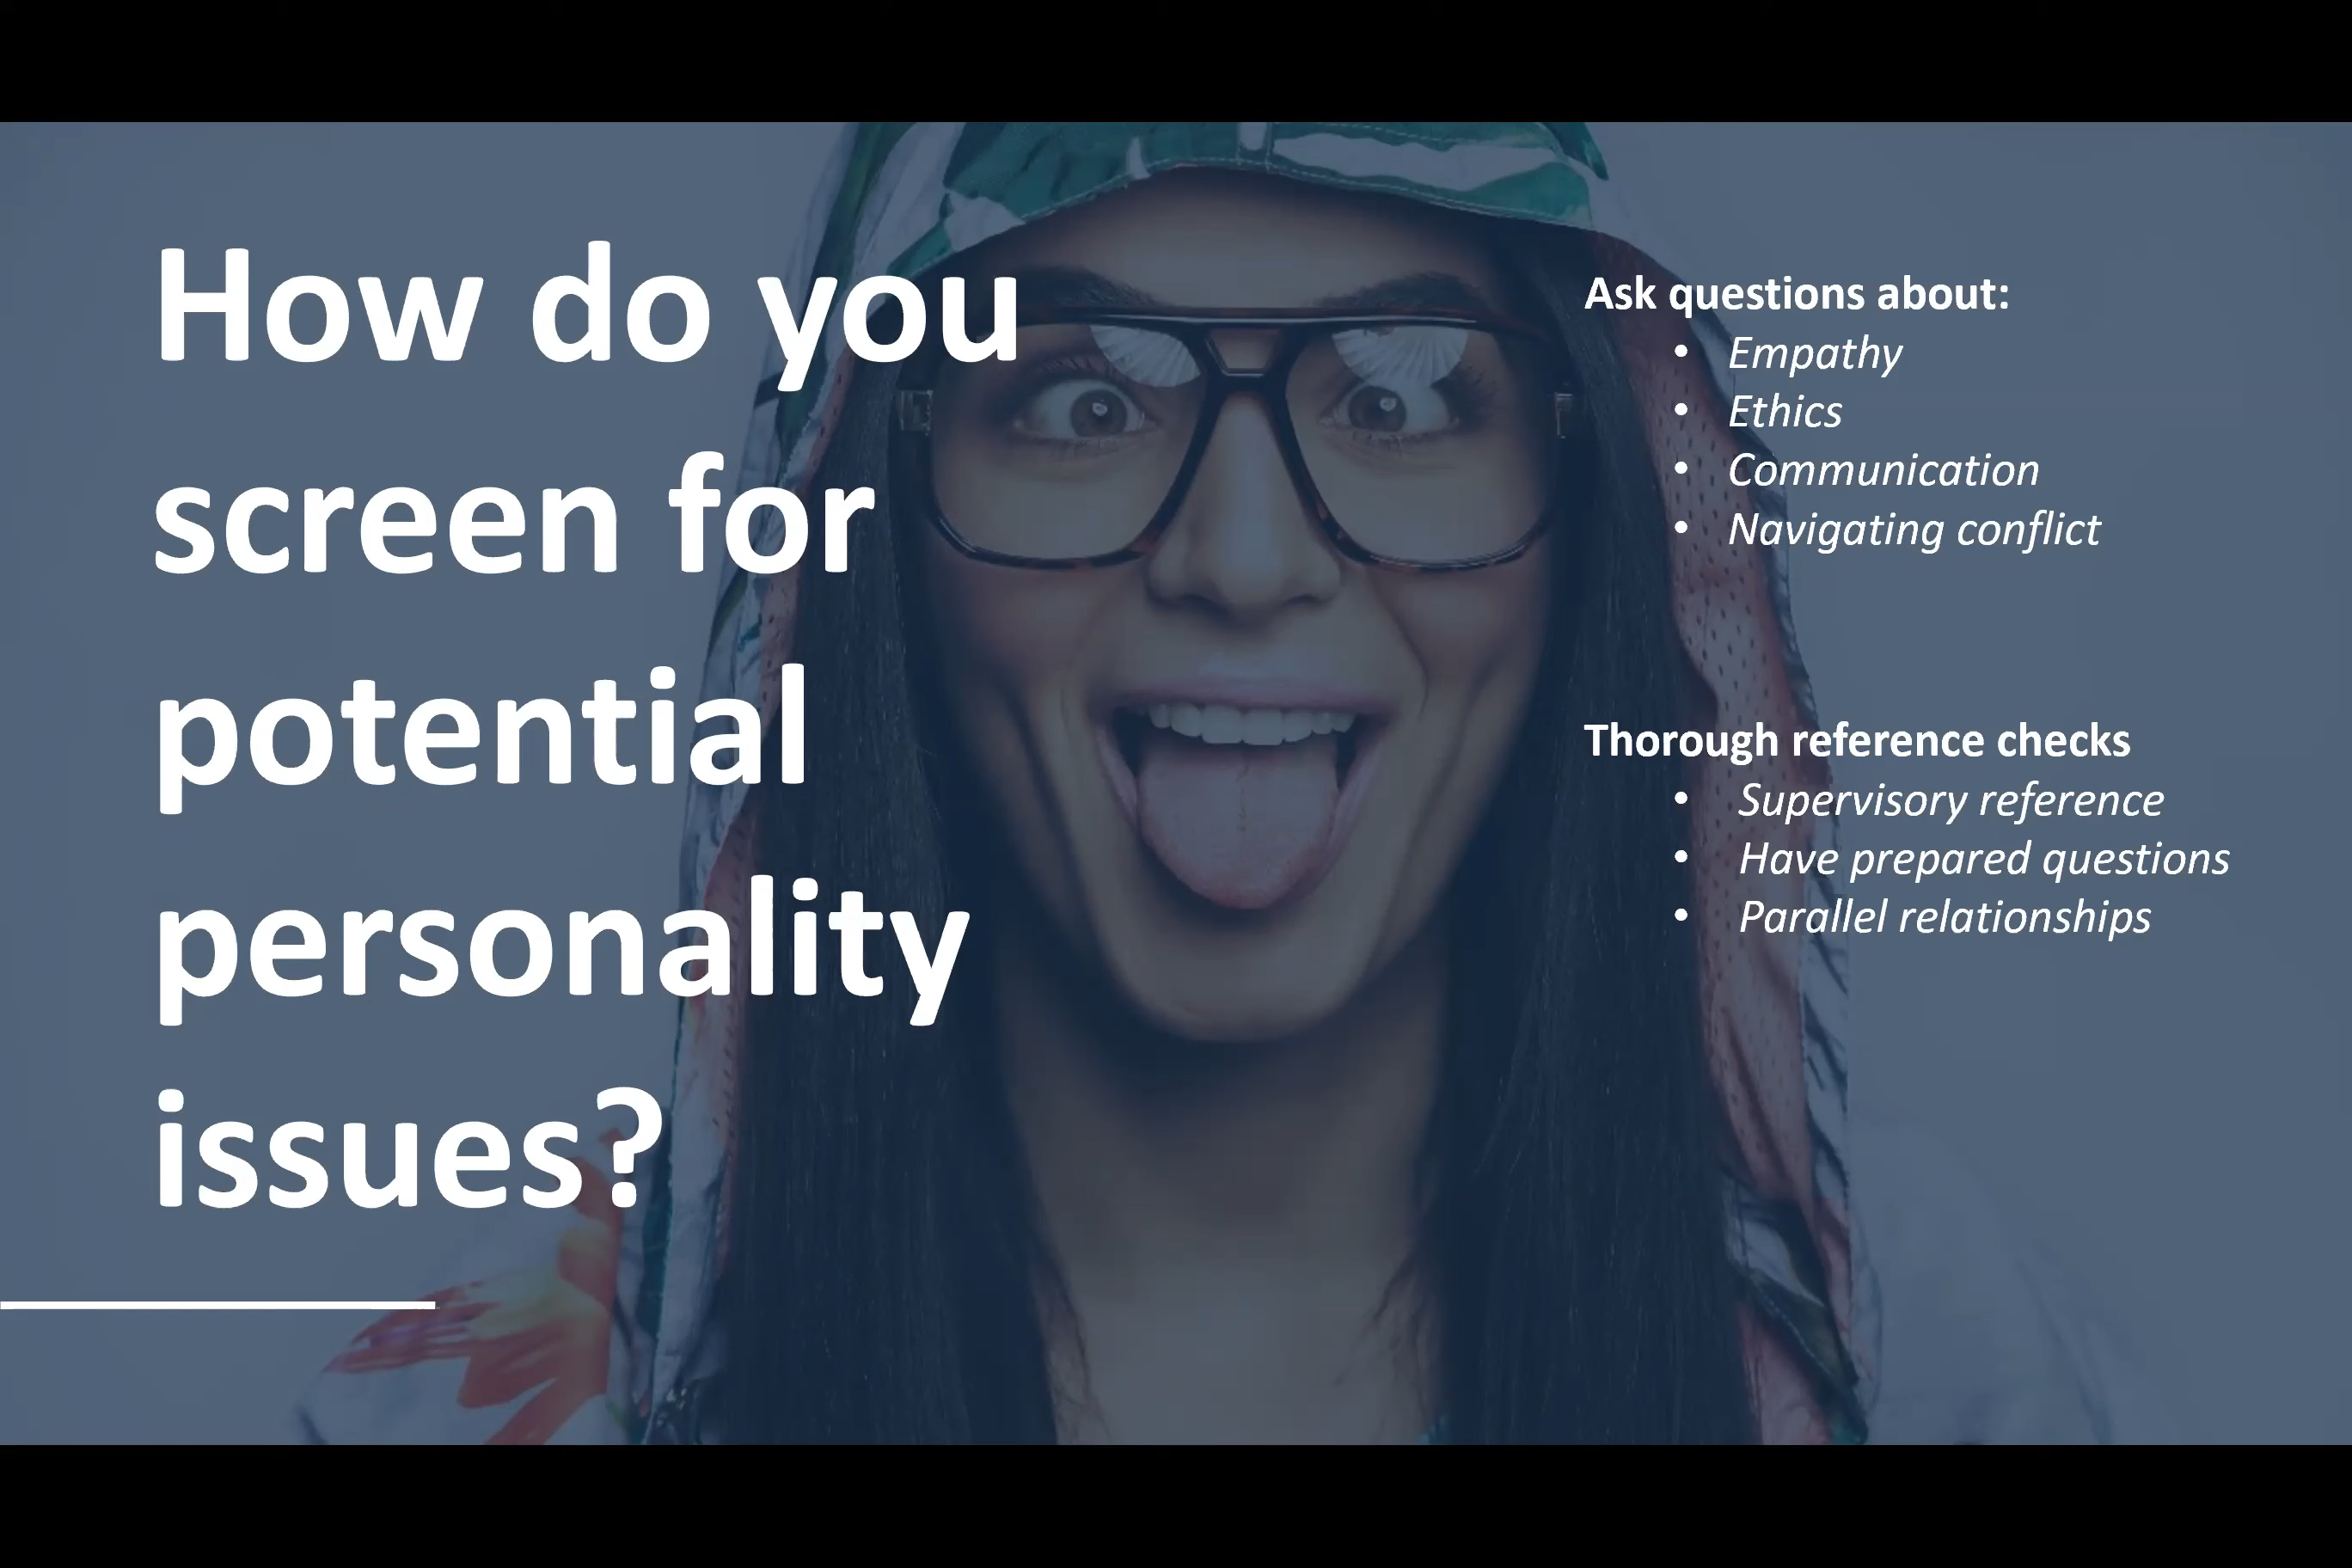 How do you
screen for
potential
personality
issues?
Ask questions about:
• Empathy
• Ethics
• Communication
• Navigating conflict
Thorough reference checks
• Supervisory reference
• Have prepared questions
• Parallel relationships